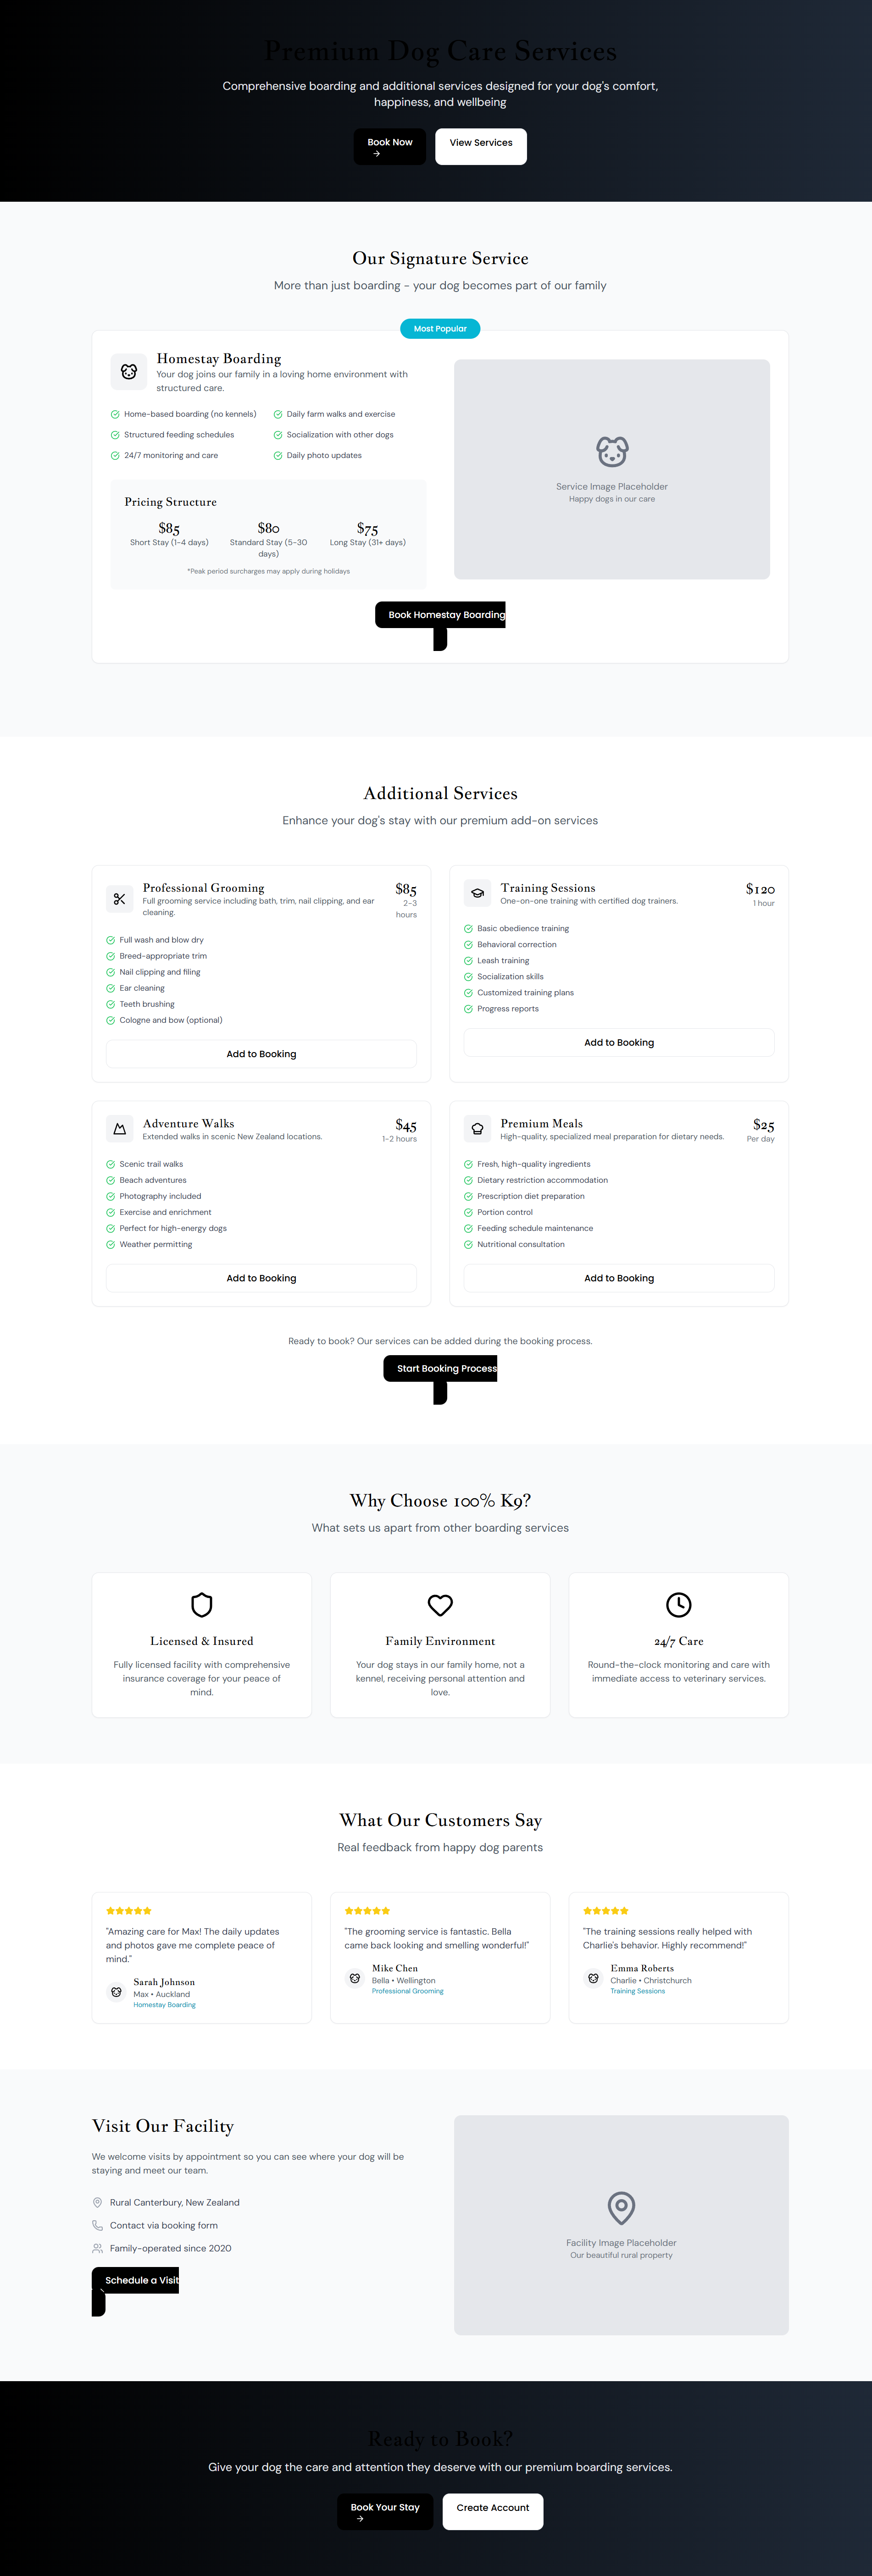 Premium Dog Care Services
Comprehensive boarding and additional services designed for your dog's comfort,
happiness, and wellbeing
Book Now
→
View Services
Our Signature Service
More than just boarding - your dog becomes part of our family
Most Popular
Homestay Boarding
Your dog joins our family in a loving home environment with
structured care.
Home-based boarding (no kennels)
Daily farm walks and exercise
Structured feeding schedules
Socialization with other dogs
24/7 monitoring and care
Daily photo updates
Pricing Structure
$85
Short Stay (1-4 days)
$80
Standard Stay (5-30
days)
$75
Long Stay (31+ days)
*Peak period surcharges may apply during holidays
Service Image Placeholder
Happy dogs in our care
Book Homestay Boarding
Additional Services
Enhance your dog's stay with our premium add-on services
Professional Grooming
Full grooming service including bath, trim, nail clipping, and ear
cleaning.
$85
2-3
hours
Full wash and blow dry
Breed-appropriate trim
Nail clipping and filing
Ear cleaning
Teeth brushing
Cologne and bow (optional)
Add to Booking
Training Sessions
One-on-one training with certified dog trainers.
$120
1 hour
Basic obedience training
Behavioral correction
Leash training
Socialization skills
Customized training plans
Progress reports
Add to Booking
Adventure Walks
Extended walks in scenic New Zealand locations.
$45
1-2 hours
Scenic trail walks
Beach adventures
Photography included
Exercise and enrichment
Perfect for high-energy dogs
Weather permitting
Add to Booking
Premium Meals
High-quality, specialized meal preparation for dietary needs.
$25
Per day
Fresh, high-quality ingredients
Dietary restriction accommodation
Prescription diet preparation
Portion control
Feeding schedule maintenance
Nutritional consultation
Add to Booking
Ready to book? Our services can be added during the booking process.
Start Booking Process
Why Choose 100% K9?
What sets us apart from other boarding services
Licensed & Insured
Fully licensed facility with comprehensive
insurance coverage for your peace of
mind.
Family Environment
Your dog stays in our family home, not a
kennel, receiving personal attention and
love.
24/7 Care
Round-the-clock monitoring and care with
immediate access to veterinary services.
What Our Customers Say
Real feedback from happy dog parents
"Amazing care for Max! The daily updates
and photos gave me complete peace of
mind."
Sarah Johnson
Max • Auckland
Homestay Boarding
"The grooming service is fantastic. Bella
came back looking and smelling wonderful!"
Mike Chen
Bella • Wellington
Professional Grooming
"The training sessions really helped with
Charlie's behavior. Highly recommend!"
Emma Roberts
Charlie • Christchurch
Training Sessions
Visit Our Facility
We welcome visits by appointment so you can see where your dog will be
staying and meet our team.
Rural Canterbury, New Zealand
Contact via booking form
Family-operated since 2020
Schedule a Visit
Facility Image Placeholder
Our beautiful rural property
Ready to Book?
Give your dog the care and attention they deserve with our premium boarding services.
Book Your Stay
→
Create Account